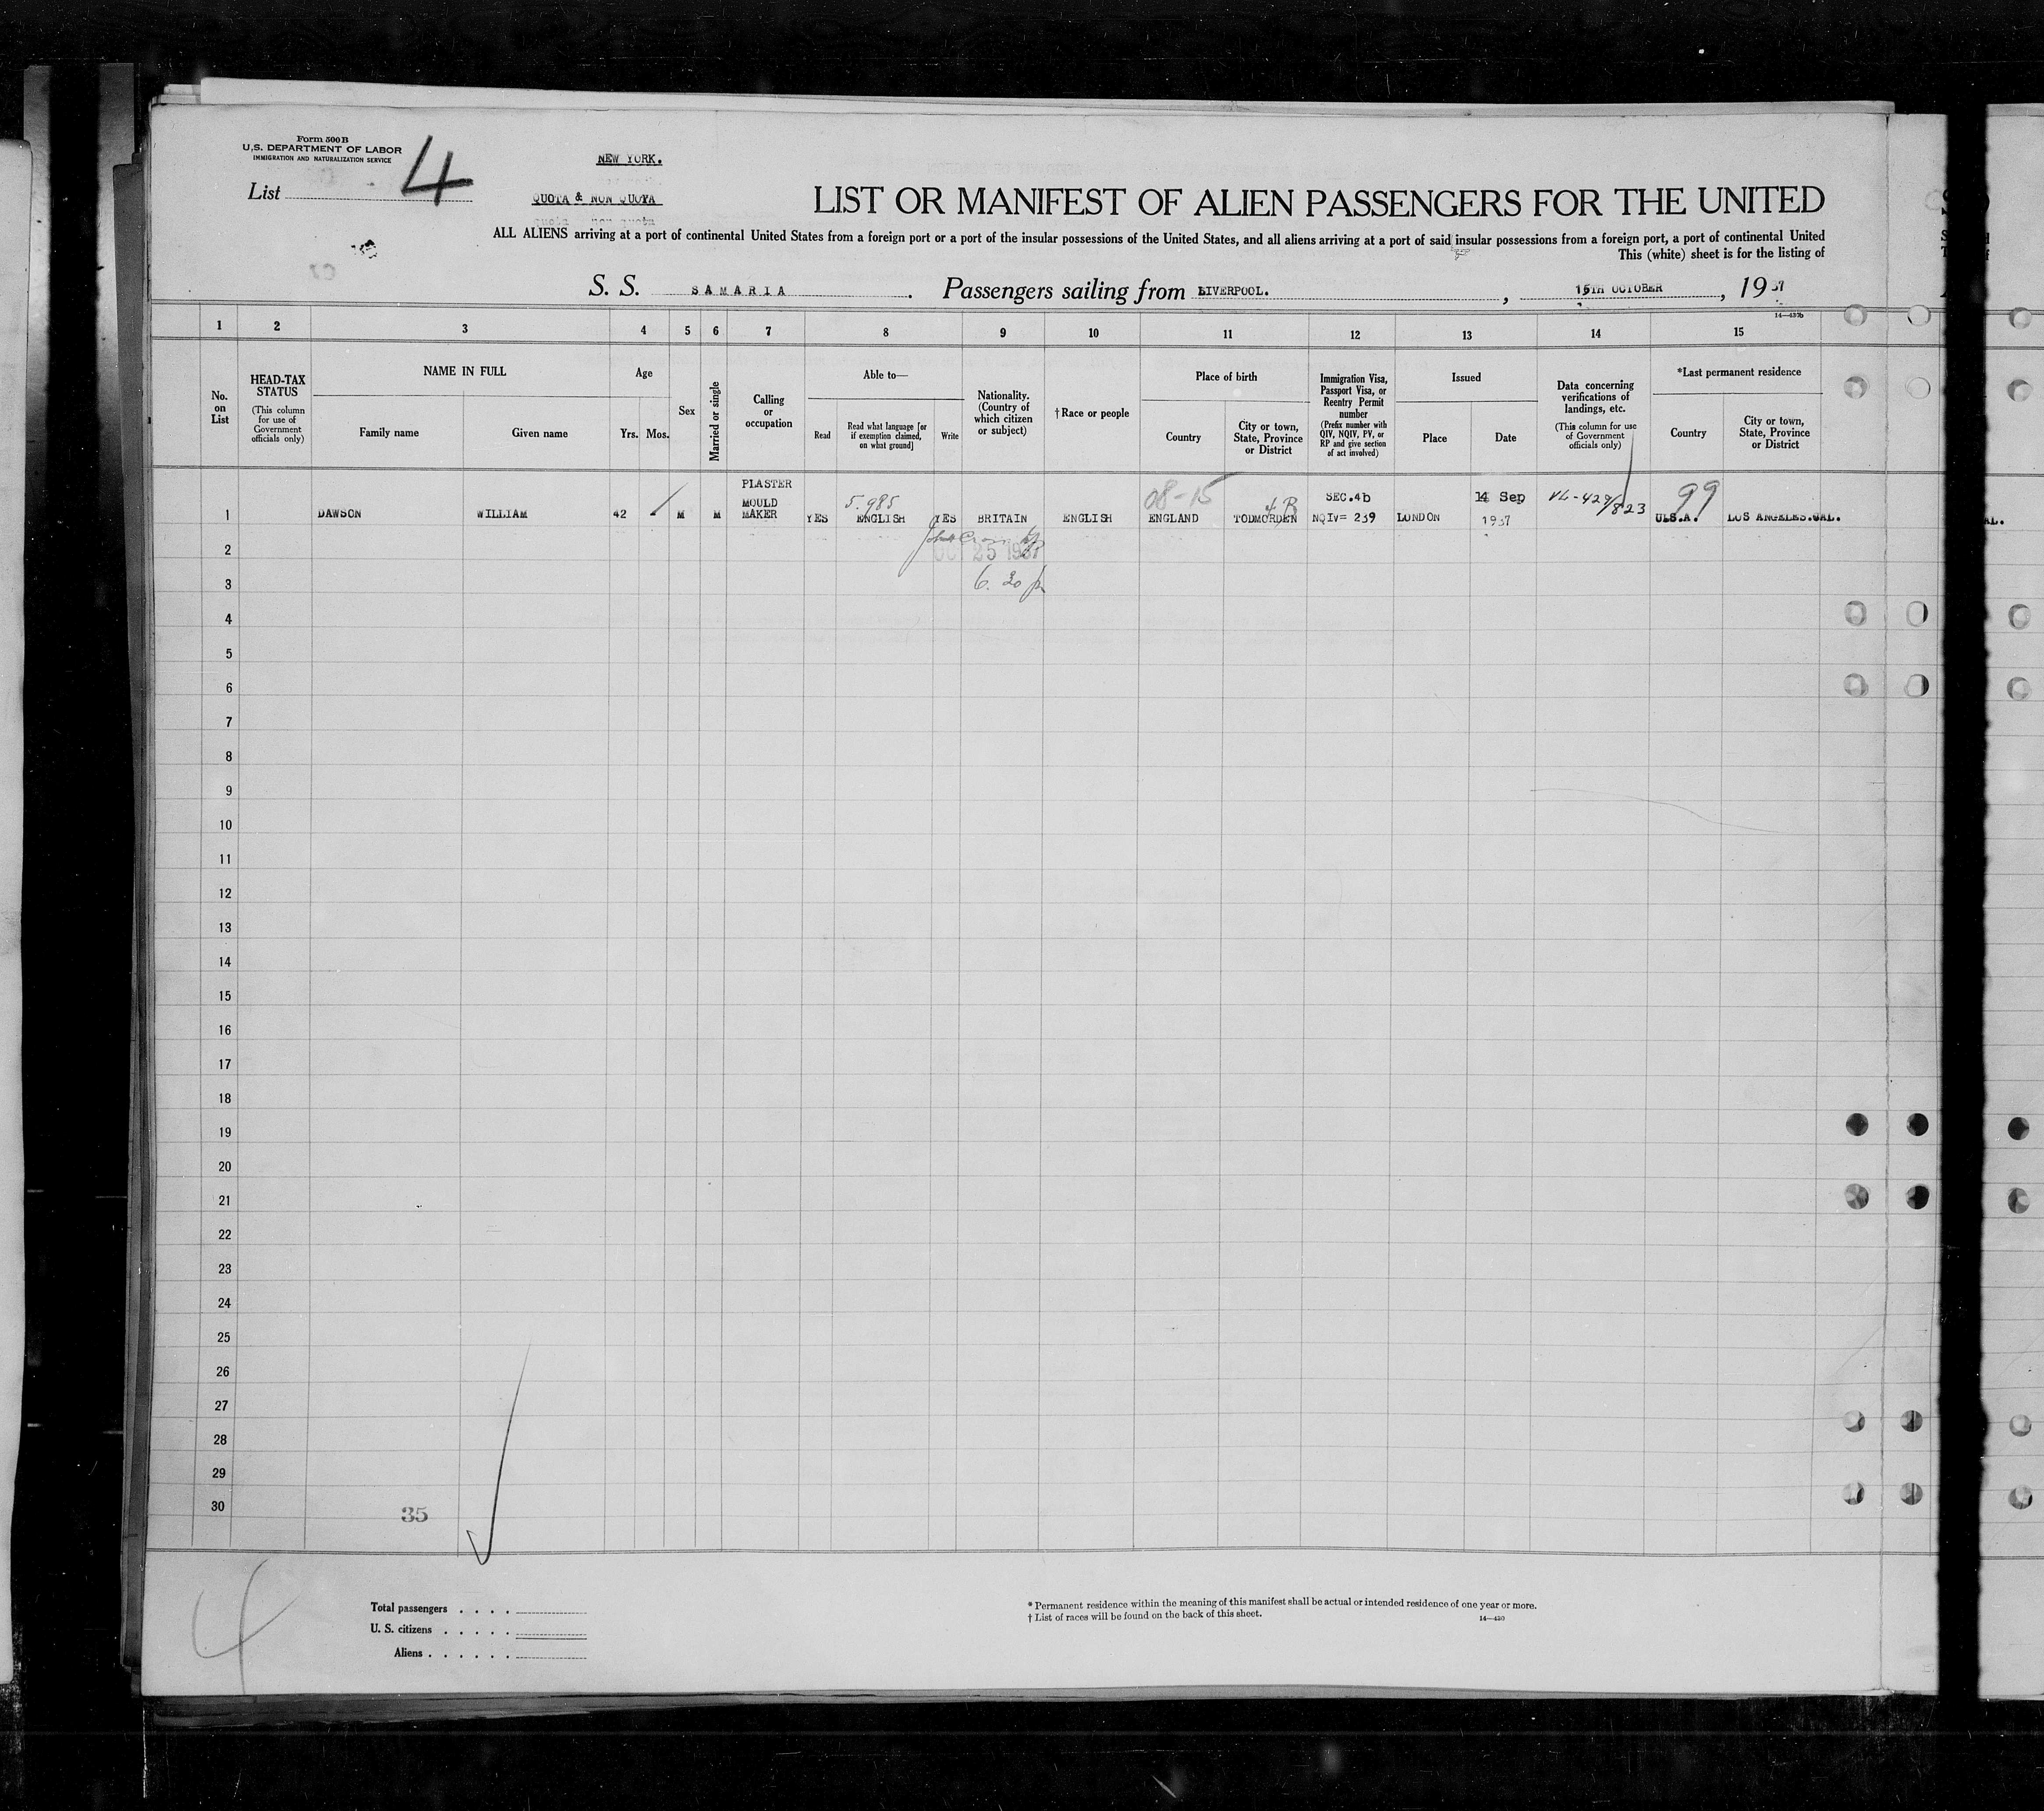 Form 500 B
U.S. DEPARTMENT OF LABOR
IMMIGRATION AND NATURALIZATION SERVICE
List 4
NEW YORK.
QUOTA & NON QUOTA
LIST OR MANIFEST OF ALIEN PASSENGERS FOR THE UNITED
ALL ALIENS arriving at a port of continental United States from a foreign port or a port of the insular possessions of the United States, and all aliens arriving at a port of said insular possessions from a foreign port, a port of continental United
This (white) sheet is for the listing of
S. S. SAMARIA. Passengers sailing from LIVERPOOL., 15TH OCTOBER, 1937
14—430b
1 2 3 4 5 6 7 8 9 10 11 12 13 14 15
No. on List
HEAD-TAX STATUS
(This column for use of Government officials only)
NAME IN FULL
Family name
Given name
Age
Yrs. Mos.
Sex
Married or single
Calling or occupation
Able to—
Read
Read what language [or if exemption claimed, on what ground]
Write
Nationality. (Country of which citizen or subject)
†Race or people
Place of birth
Country
City or town, State, Province or District
Immigration Visa, Passport Visa, or Reentry Permit number
(Prefix number with QIV, NQIV, PV, or RP and give section of act involved)
Issued
Place
Date
Data concerning verifications of landings, etc.
(This column for use of Government officials only)
*Last permanent residence
Country
City or town, State, Province or District
1 DAWSON WILLIAM 42 M M PLASTER MOULD MAKER YES 5.985 ENGLISH YES BRITAIN ENGLISH 08-15 ENGLAND TODMORDEN SEC.4b NQIv= 239 LONDON 14 Sep 1937 VL-429/823 99 U.S.A. LOS ANGELES.CAL.
2 OCT 25 1937
3 6. 20 p
4
5
6
7
8
9
10
11
12
13
14
15
16
17
18
19
20
21
22
23
24
25
26
27
28
29
30
35
4
Total passengers . . . .
U. S. citizens . . . . .
Aliens . . . . . .
* Permanent residence within the meaning of this manifest shall be actual or intended residence of one year or more.
† List of races will be found on the back of this sheet.
14—430